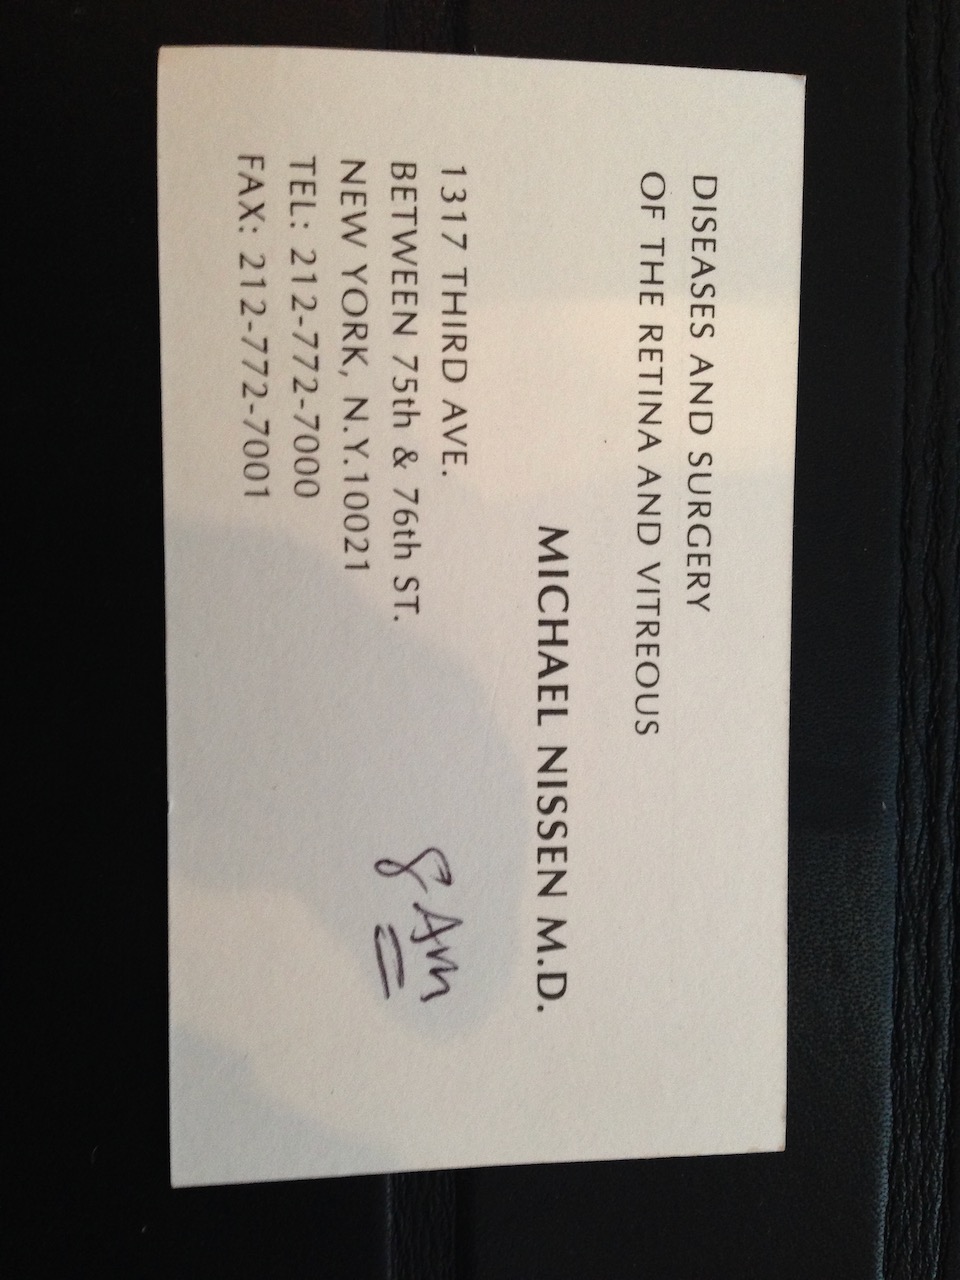 DISEASES AND SURGERY
OF THE RETINA AND VITREOUS
MICHAEL NISSEN M.D.
1317 THIRD AVE.
BETWEEN 75th & 76th ST.
NEW YORK, N.Y.10021
TEL: 212-772-7000
FAX: 212-772-7001
8 AM